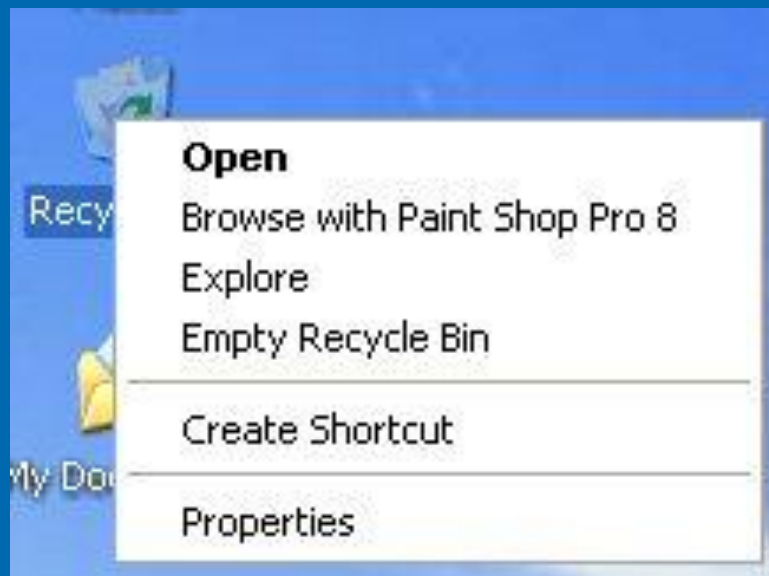 Open
Recy
Browse with Paint Shop Pro 8
Explore
Empty Recycle Bin
Create Shortcut
My Do
Properties